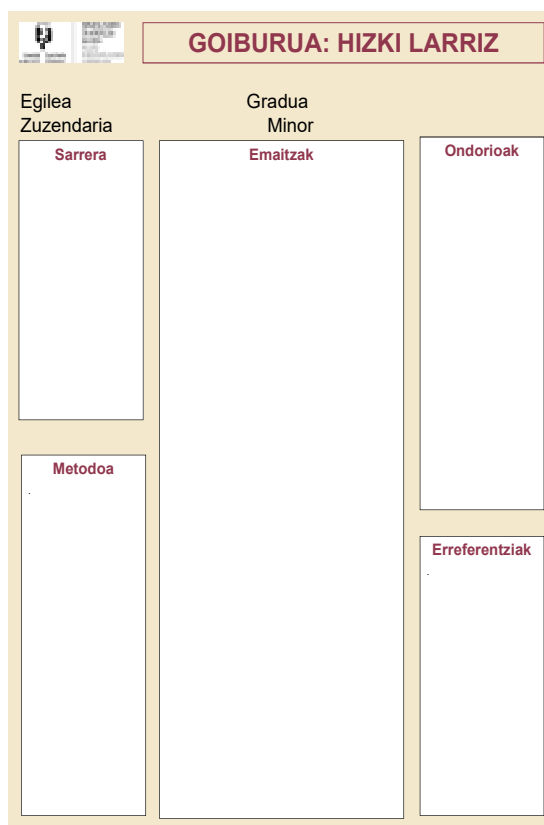 GOIBURUA: HIZKI LARRIZ
Egilea Gradua
Zuzendaria Minor
Sarrera
Emaitzak
Ondorioak
Metodoa
.
Erreferentziak
.